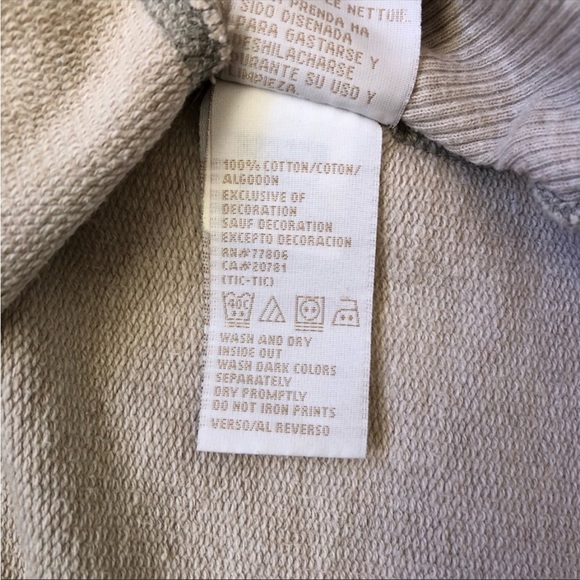 PRENDA HA
SIDO DISEÑADA
PARA GASTARSE Y
DESHILACHARSE
DURANTE SU USO Y
LIMPIEZA.
100% COTTON/COTON/
ALGODON
EXCLUSIVE OF
DECORATION
SAUF DECORATION
EXCEPTO DECORACION
RN#77806
CA#20781
(TIC-TIC)
40C
WASH AND DRY
INSIDE OUT
WASH DARK COLORS
SEPARATELY
DRY PROMPTLY
DO NOT IRON PRINTS
VERSO/AL REVERSO